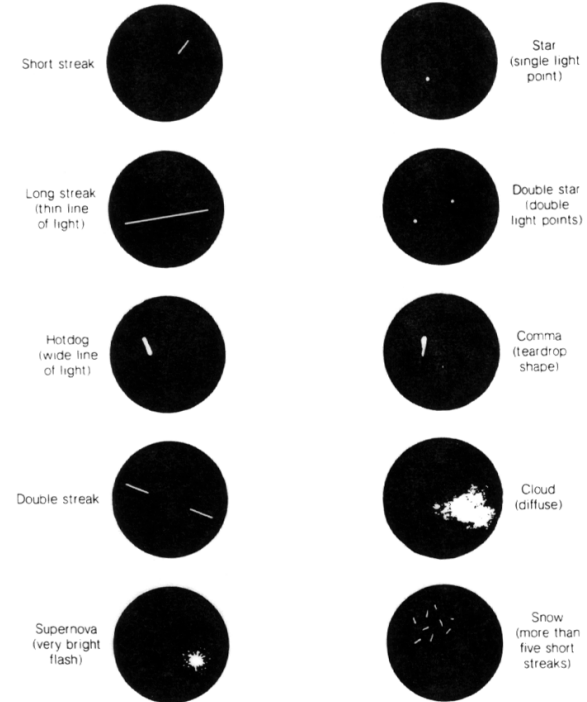 Short streak
Star
(single light
point)
Long streak
(thin line
of light)
Double star
(double
light points)
Hotdog
(wide line
of light)
Comma
(teardrop
shape)
Double streak
Cloud
(diffuse)
Supernova
(very bright
flash)
Snow
(more than
five short
streaks)